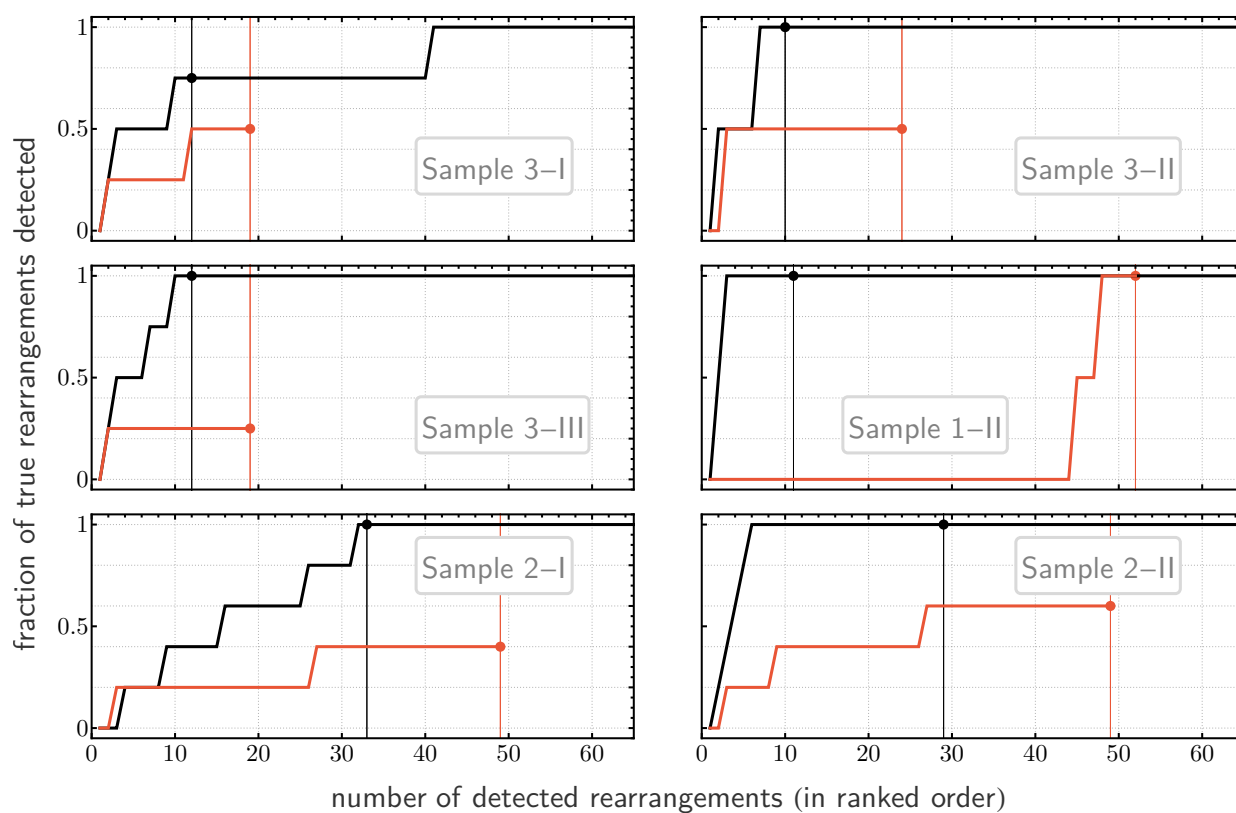 fraction of true rearrangements detected
1
0.5
0
Sample 3–I
Sample 3–II
1
0.5
0
Sample 3–III
Sample 1–II
1
0.5
0
Sample 2–I
Sample 2–II
0 10 20 30 40 50 60
0 10 20 30 40 50 60
number of detected rearrangements (in ranked order)